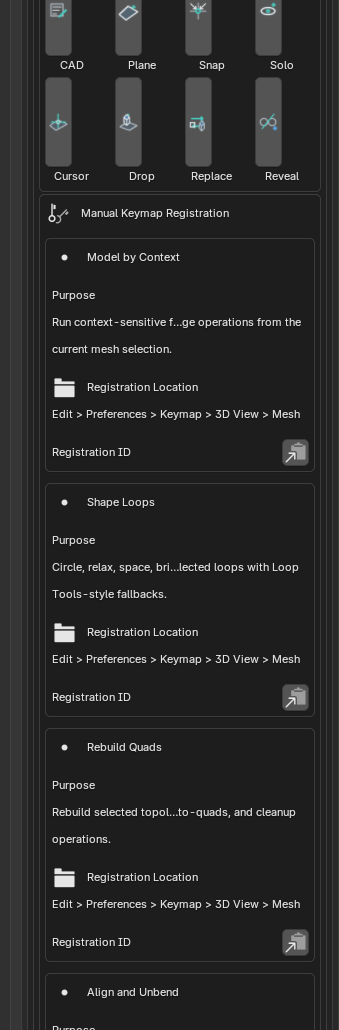 CAD Plane Snap Solo
Cursor Drop Replace Reveal
Manual Keymap Registration
Model by Context
Purpose
Run context-sensitive f...ge operations from the
current mesh selection.
Registration Location
Edit > Preferences > Keymap > 3D View > Mesh
Registration ID
Shape Loops
Purpose
Circle, relax, space, bri...lected loops with Loop
Tools-style fallbacks.
Registration Location
Edit > Preferences > Keymap > 3D View > Mesh
Registration ID
Rebuild Quads
Purpose
Rebuild selected topol...to-quads, and cleanup
operations.
Registration Location
Edit > Preferences > Keymap > 3D View > Mesh
Registration ID
Align and Unbend
Purpose